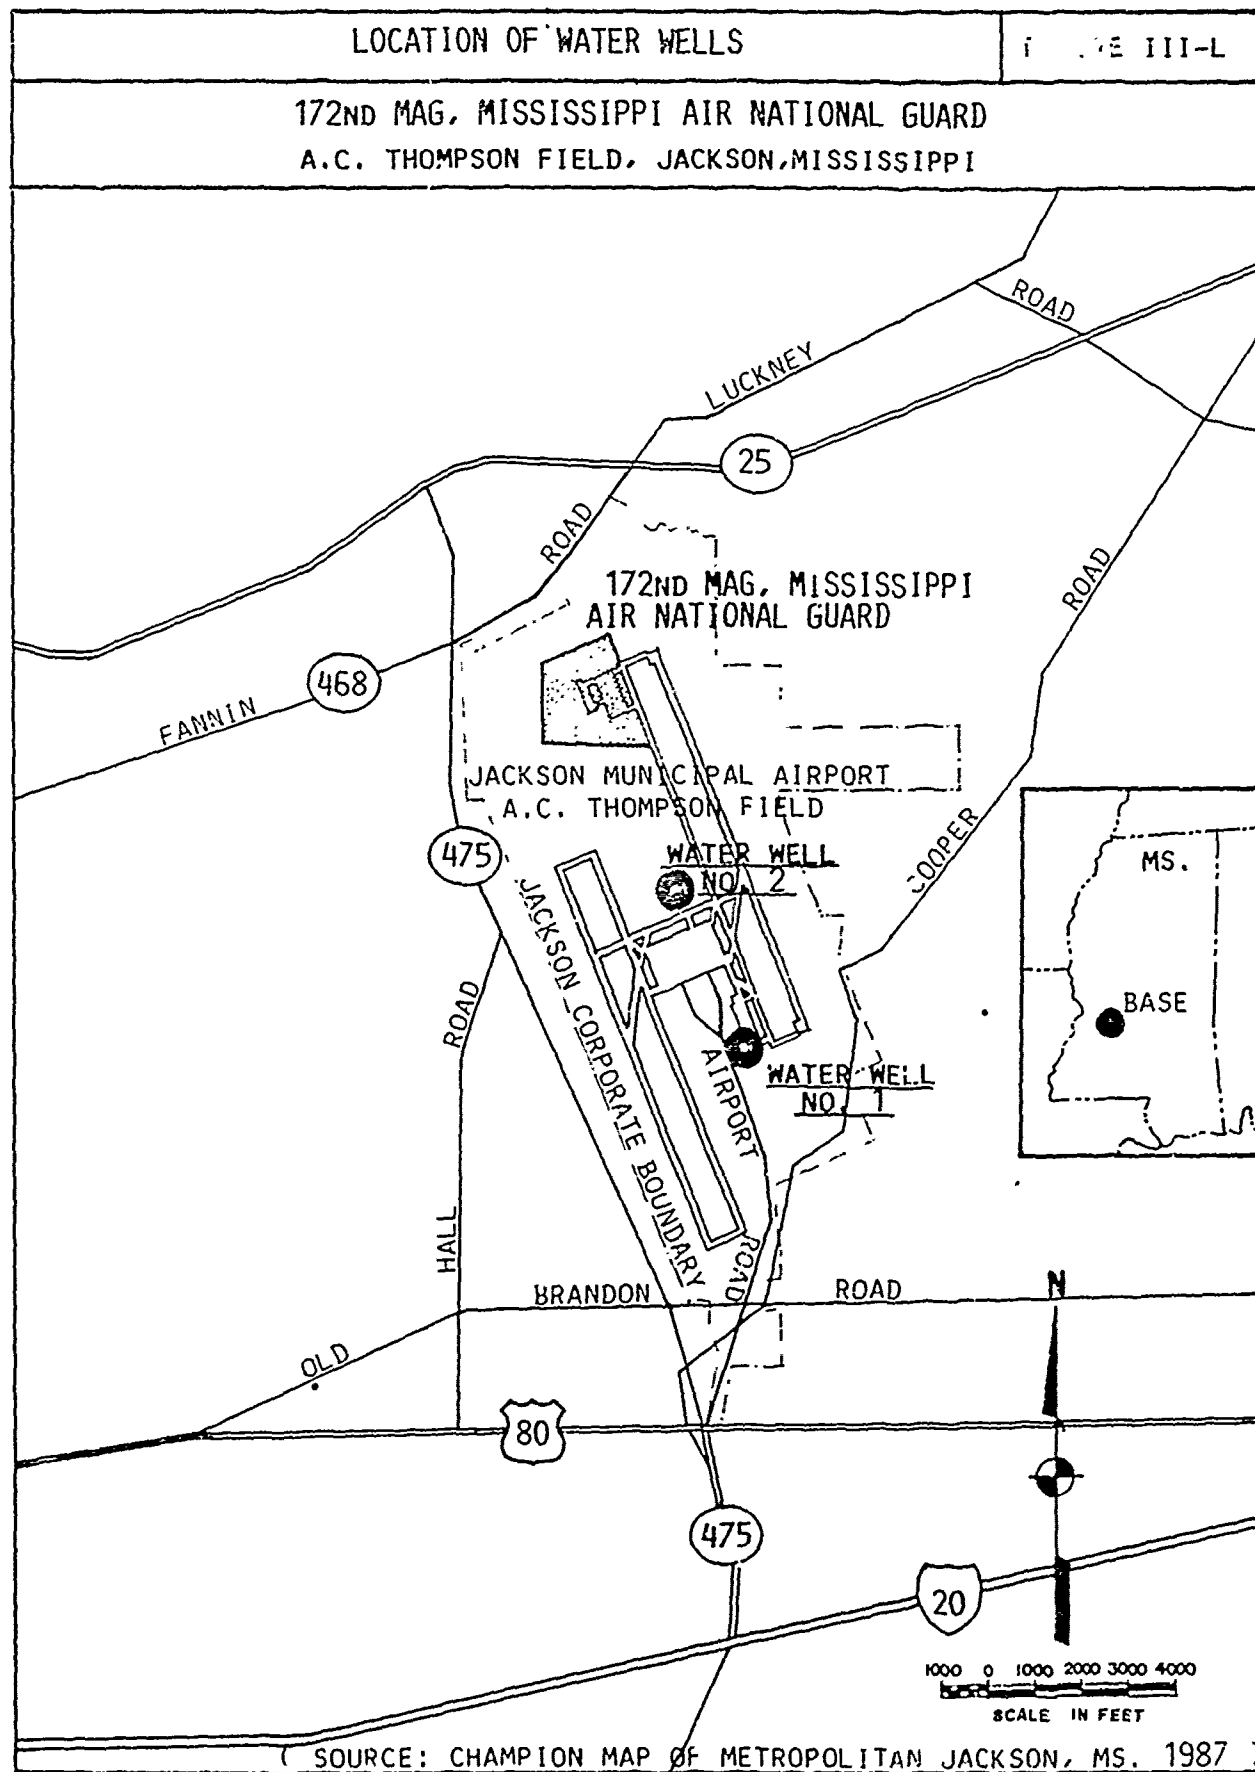 LOCATION OF WATER WELLS
III-L
172ND MAG, MISSISSIPPI AIR NATIONAL GUARD
A.C. THOMPSON FIELD, JACKSON, MISSISSIPPI
ROAD
LUCKNEY
25
ROAD
ROAD
172ND MAG, MISSISSIPPI
AIR NATIONAL GUARD
468
FANNIN
JACKSON MUNICIPAL AIRPORT
A.C. THOMPSON FIELD
475
WATER WELL
NO. 2
COOPER
MS.
JACKSON CORPORATE BOUNDARY
ROAD
BASE
AIRPORT
WATER WELL
NO. 1
HALL
ROAD
BRANDON
ROAD
N
OLD
80
475
20
1000 0 1000 2000 3000 4000
SCALE IN FEET
SOURCE: CHAMPION MAP OF METROPOLITAN JACKSON, MS. 1987